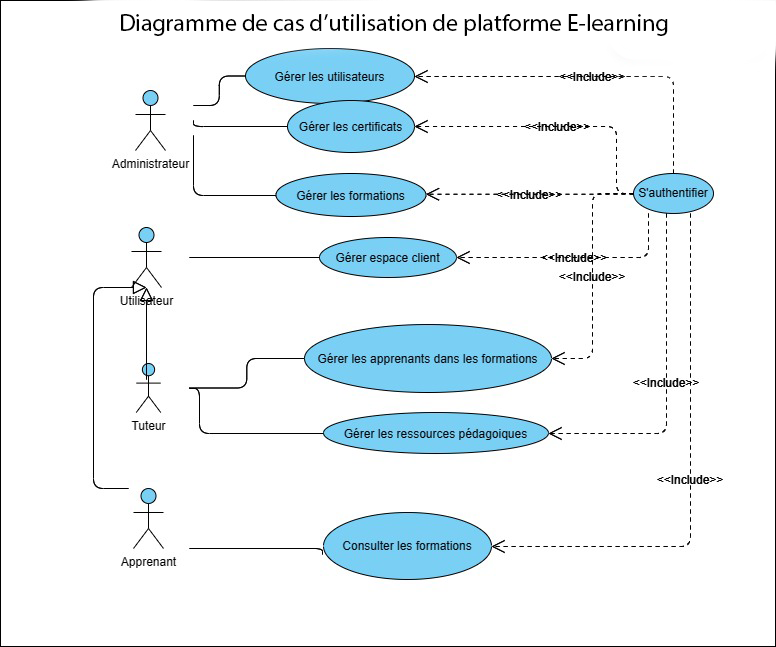 Diagramme de cas d'utilisation de platforme E-learning
Gérer les utilisateurs
<<Include>>
Gérer les certificats
<<Include>>
Administrateur
Gérer les formations
<<Include>>
S'authentifier
Gérer espace client
<<Include>>
<<Include>>
Utilisateur
Gérer les apprenants dans les formations
<<Include>>
Tuteur
Gérer les ressources pédagoiques
<<Include>>
Consulter les formations
Apprenant